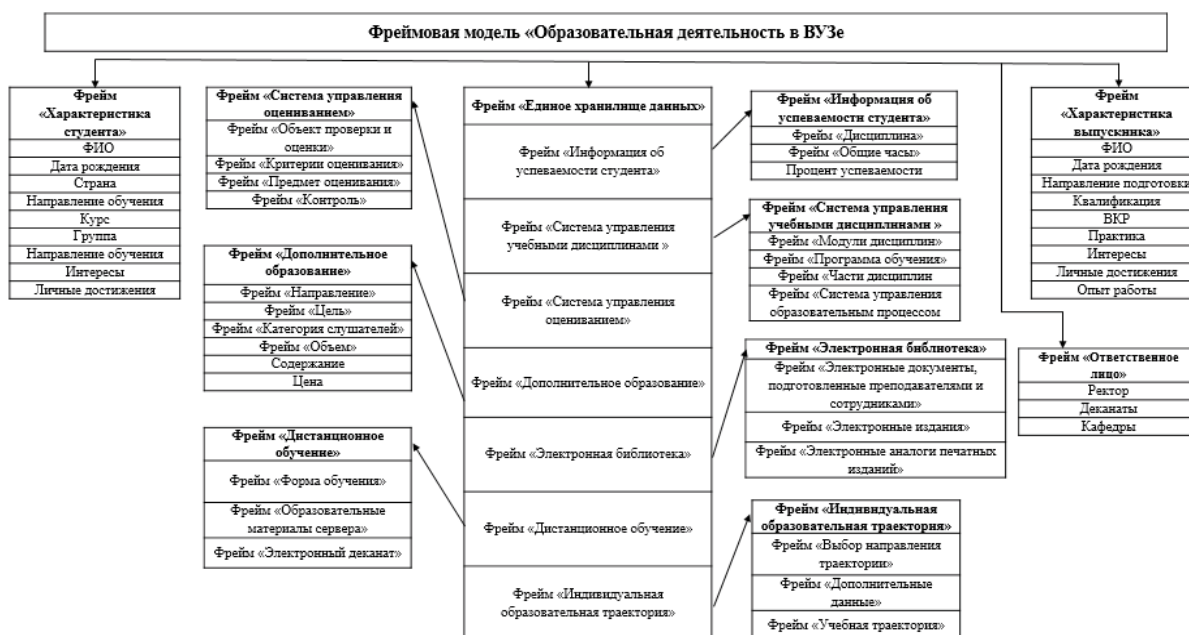 Фреймовая модель «Образовательная деятельность в ВУЗе
Фрейм
«Характеристика
студента»
ФИО
Дата рождения
Страна
Направление обучения
Курс
Группа
Направление обучения
Интересы
Личные достижения
Фрейм «Система управления
оцениванием»
Фрейм «Объект проверки и
оценки»
Фрейм «Критерии оценивания»
Фрейм «Предмет оценивания»
Фрейм «Контроль»
Фрейм «Дополнительное
образование»
Фрейм «Направление»
Фрейм «Цель»
Фрейм «Категория слушателей»
Фрейм «Объем»
Содержание
Цена
Фрейм «Дистанционное
обучение»
Фрейм «Форма обучения»
Фрейм «Образовательные
материалы сервера»
Фрейм «Электронный деканат»
Фрейм «Единое хранилище данных»
Фрейм «Информация об
успеваемости студента»
Фрейм «Система управления
учебными дисциплинами »
Фрейм «Система управления
оцениванием»
Фрейм «Дополнительное образование»
Фрейм «Электронная библиотека»
Фрейм «Дистанционное обучение»
Фрейм «Индивидуальная
образовательная траектория»
Фрейм «Информация об
успеваемости студента»
Фрейм «Дисциплина»
Фрейм «Общие часы»
Процент успеваемости
Фрейм «Система управления
учебными дисциплинами »
Фрейм «Модули дисциплин»
Фрейм «Программа обучения»
Фрейм «Части дисциплин
Фрейм «Система управления
образовательным процессом
Фрейм «Электронная библиотека»
Фрейм «Электронные документы,
подготовленные преподавателями и
сотрудниками»
Фрейм «Электронные издания»
Фрейм «Электронные аналоги печатных
изданий»
Фрейм «Индивидуальная
образовательная траектория»
Фрейм «Выбор направления
траектории»
Фрейм «Дополнительные
данные»
Фрейм «Учебная траектория»
Фрейм
«Характеристика
выпускника»
ФИО
Дата рождения
Направление подготовки
Квалификация
ВКР
Практика
Интересы
Личные достижения
Опыт работы
Фрейм «Ответственное
лицо»
Ректор
Деканаты
Кафедры